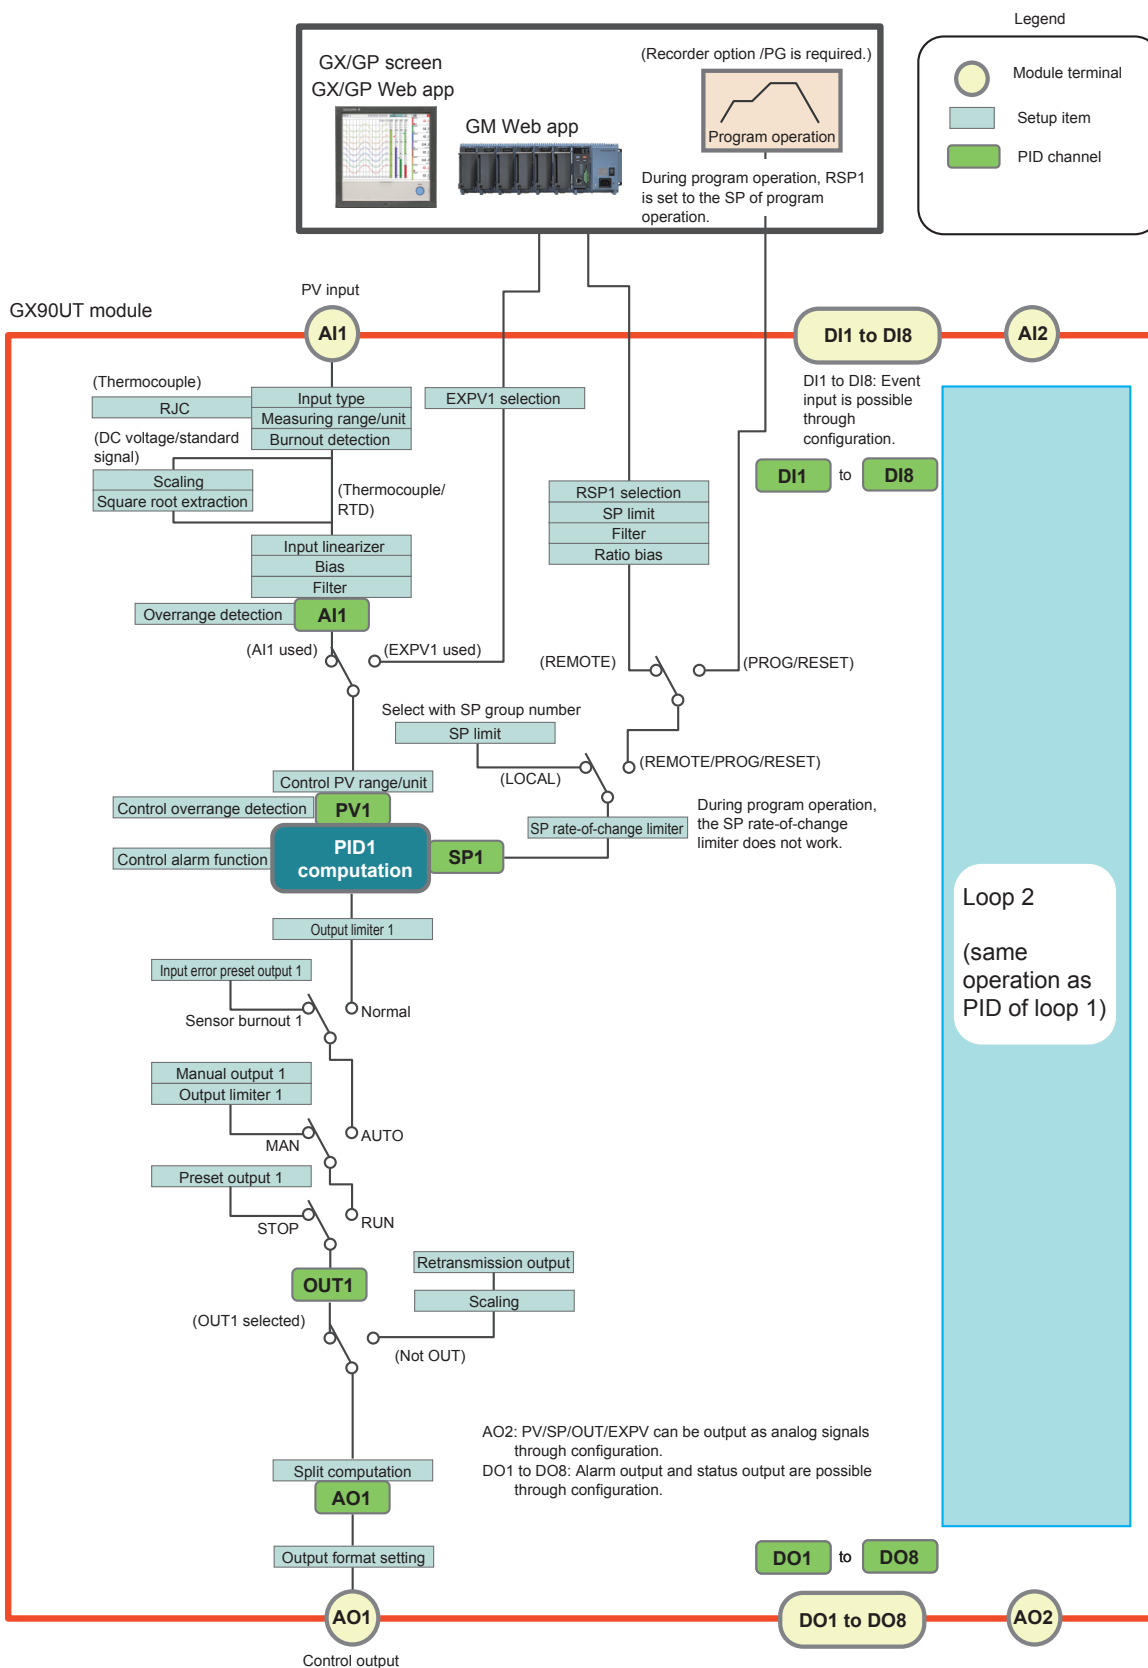 Legend
Module terminal
Setup item
PID channel
GX/GP screen
GX/GP Web app
GM Web app
(Recorder option /PG is required.)
Program operation
During program operation, RSP1
is set to the SP of program
operation.
GX90UT module
PV input
AI1
DI1 to DI8
AI2
(Thermocouple)
RJC
Input type
Measuring range/unit
Burnout detection
EXPV1 selection
DI1 to DI8: Event
input is possible
through
configuration.
DI1
to
DI8
(DC voltage/standard
signal)
Scaling
Square root extraction
(Thermocouple/
RTD)
RSP1 selection
SP limit
Filter
Ratio bias
Input linearizer
Bias
Filter
Overrange detection
AI1
(AI1 used)
(EXPV1 used)
(REMOTE)
(PROG/RESET)
Select with SP group number
SP limit
(LOCAL)
(REMOTE/PROG/RESET)
Control PV range/unit
Control overrange detection
PV1
SP rate-of-change limiter
During program operation,
the SP rate-of-change
limiter does not work.
Control alarm function
PID1
computation
SP1
Loop 2
(same
operation as
PID of loop 1)
Output limiter 1
Input error preset output 1
Sensor burnout 1
Normal
Manual output 1
Output limiter 1
MAN
AUTO
Preset output 1
STOP
RUN
OUT1
Retransmission output
Scaling
(OUT1 selected)
(Not OUT)
AO2: PV/SP/OUT/EXPV can be output as analog signals
through configuration.
DO1 to DO8: Alarm output and status output are possible
through configuration.
Split computation
AO1
Output format setting
DO1
to
DO8
AO1
DO1 to DO8
AO2
Control output